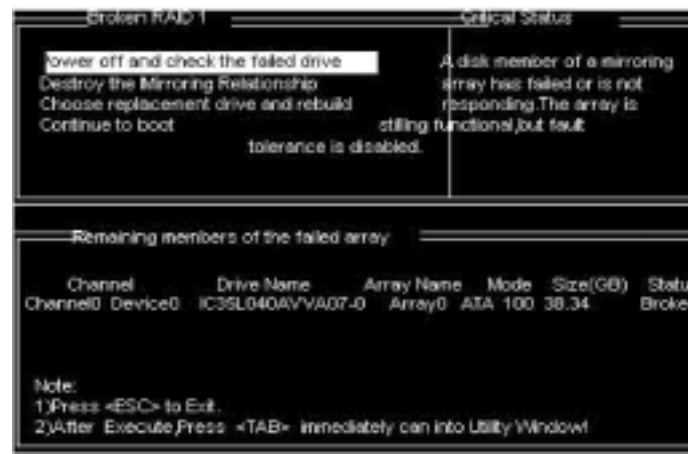 Broken RAID 1
Critical Status
Power off and check the failed drive
Destroy the Mirroring Relationship
Choose replacement drive and rebuild
Continue to boot
A disk member of a mirroring
array has failed or is not
responding.The array is
stilling functional,but fault
tolerance is disabled.
Remaining members of the failed array
Channel Drive Name Array Name Mode Size(GB) Statu
Channel0 Device0 IC35L040AVVA07-0 Array0 ATA 100 38.34 Broke
Note:
1)Press <ESC> to Exit.
2)After Execute,Press <TAB> immediately can into Utility Window!